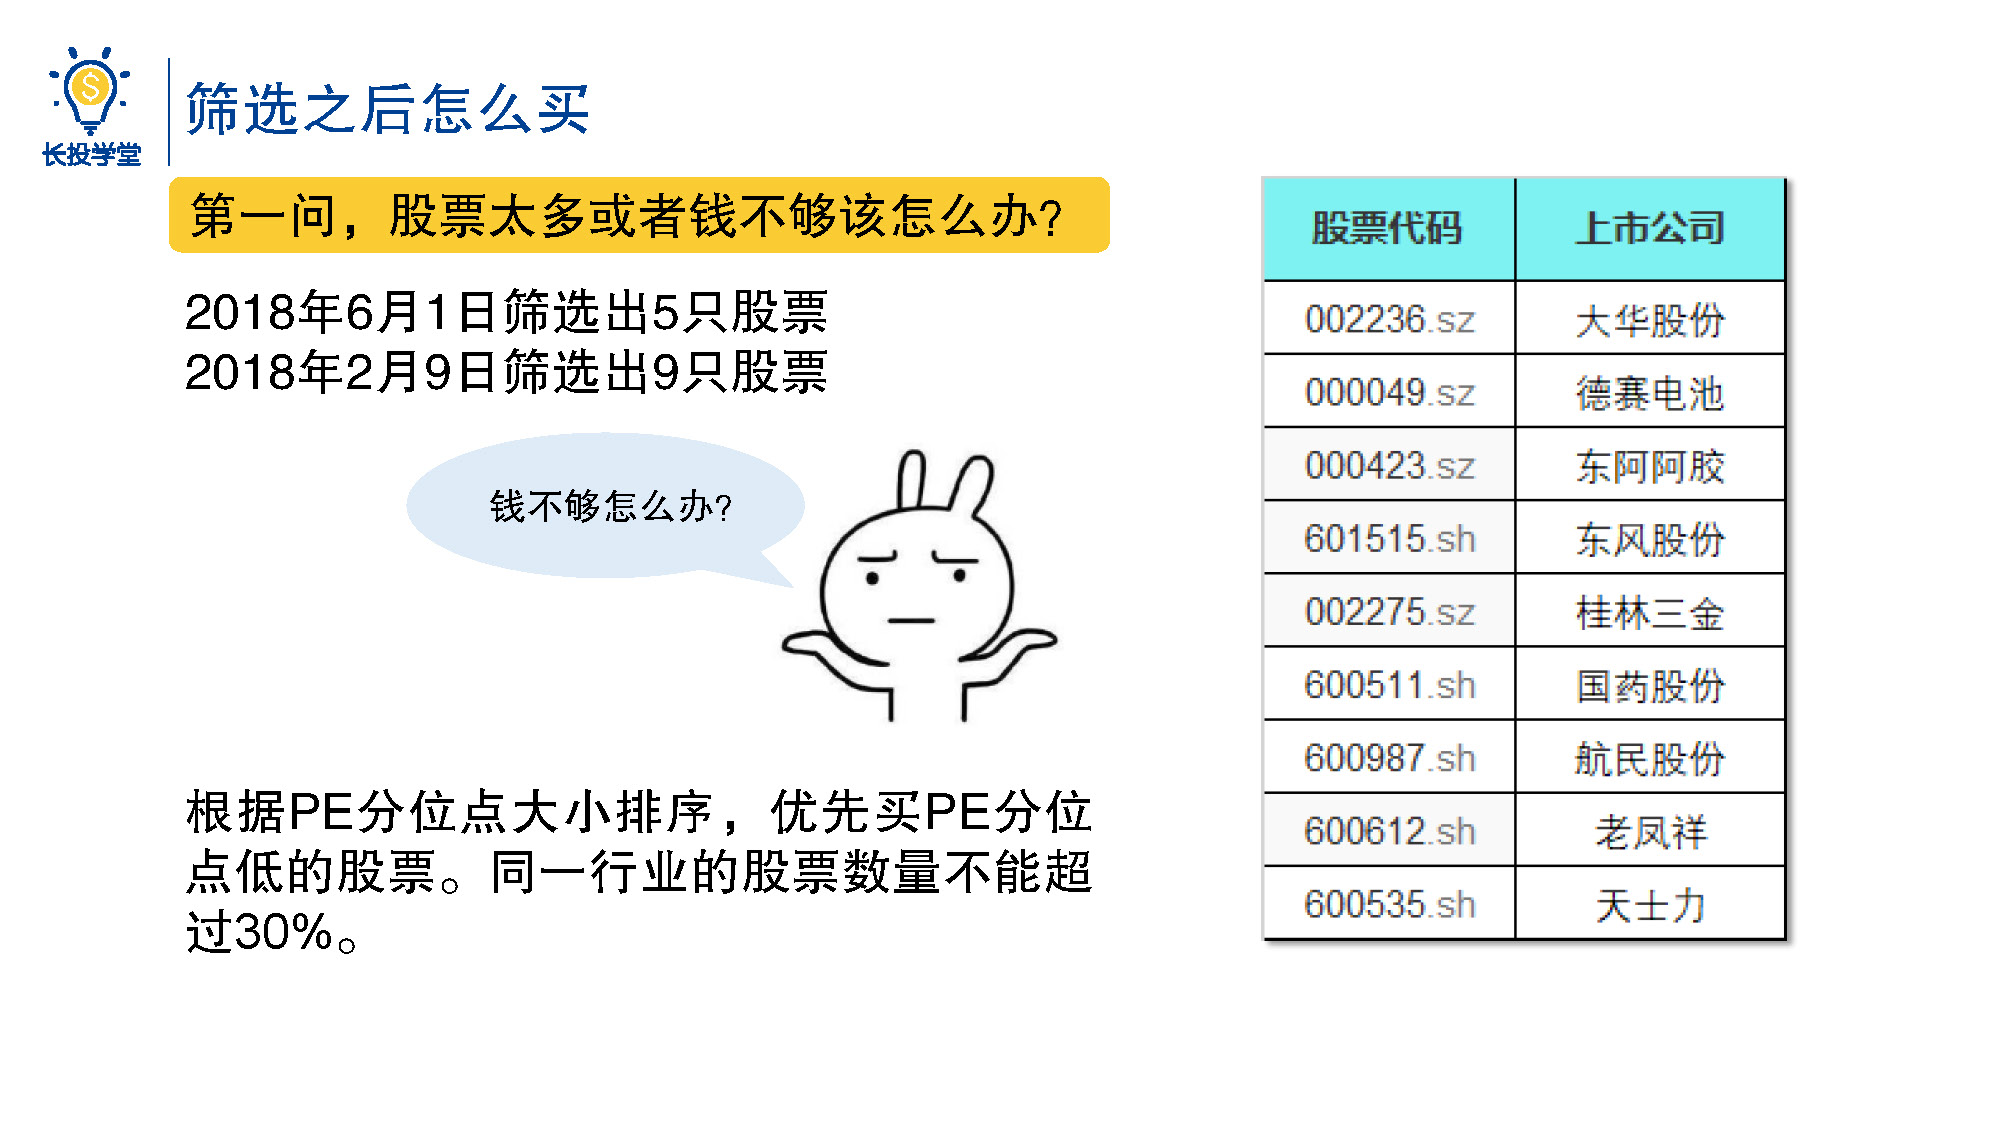 长投学堂
筛选之后怎么买
第一问，股票太多或者钱不够该怎么办？
2018年6月1日筛选出5只股票
2018年2月9日筛选出9只股票
钱不够怎么办？
根据PE分位点大小排序，优先买PE分位
点低的股票。同一行业的股票数量不能超
过30%。
股票代码 上市公司
002236.sz 大华股份
000049.sz 德赛电池
000423.sz 东阿阿胶
601515.sh 东风股份
002275.sz 桂林三金
600511.sh 国药股份
600987.sh 航民股份
600612.sh 老凤祥
600535.sh 天士力